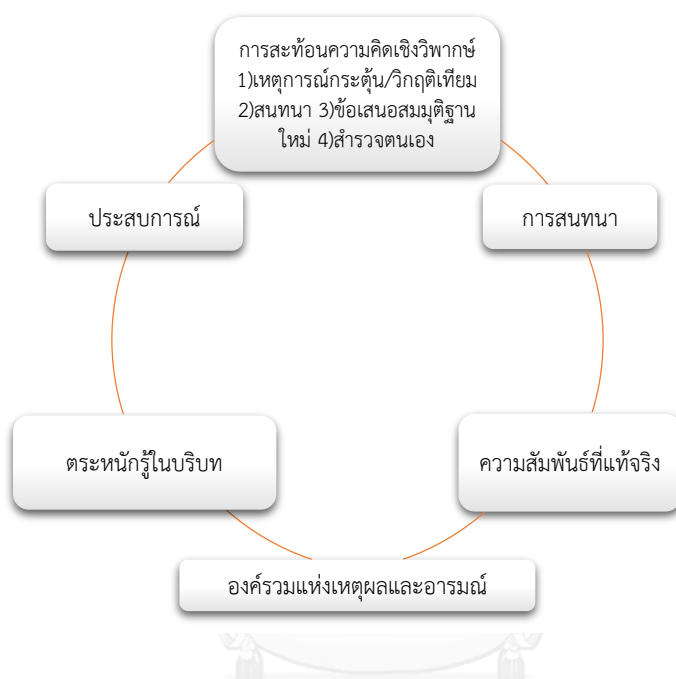 การสะท้อนความคิดเชิงวิพากษ์
1)เหตุการณ์กระตุ้น/วิกฤติเทียม
2)สนทนา 3)ข้อเสนอสมมุติฐาน
ใหม่ 4)สำรวจตนเอง
ประสบการณ์
การสนทนา
ตระหนักรู้ในบริบท
ความสัมพันธ์ที่แท้จริง
องค์รวมแห่งเหตุผลและอารมณ์